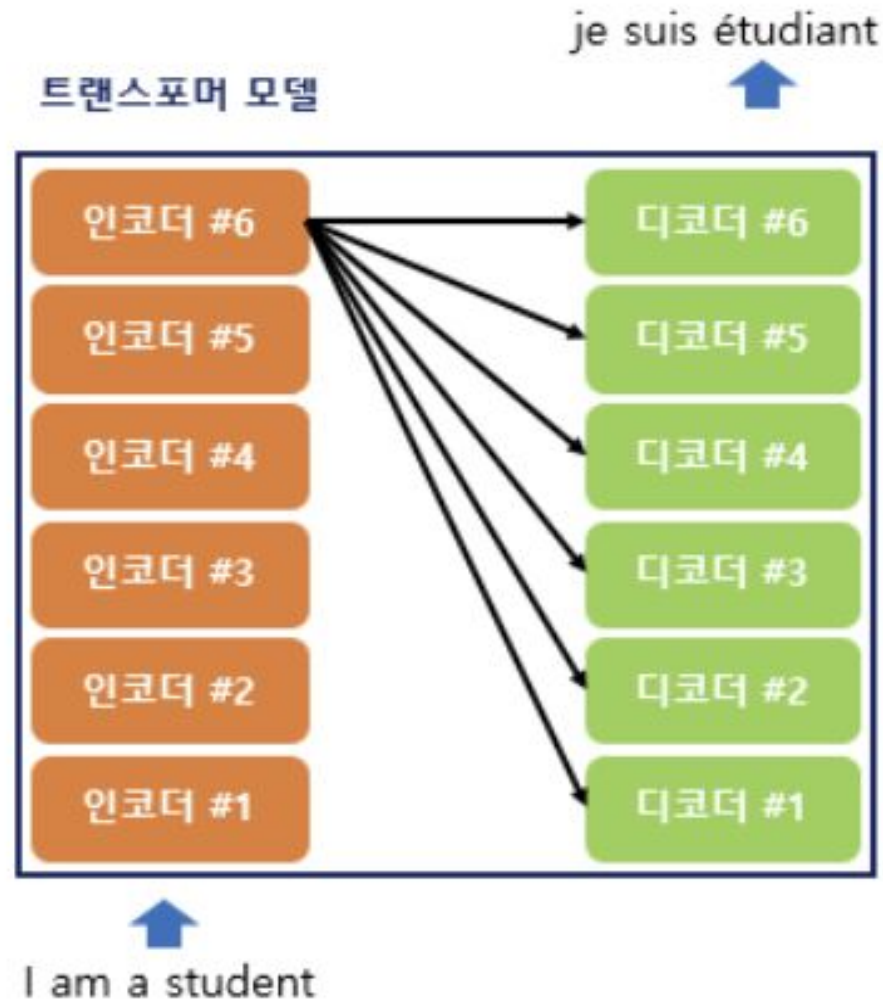 je suis étudiant
트랜스포머 모델
인코더 #6
디코더 #6
인코더 #5
디코더 #5
인코더 #4
디코더 #4
인코더 #3
디코더 #3
인코더 #2
디코더 #2
인코더 #1
디코더 #1
I am a student